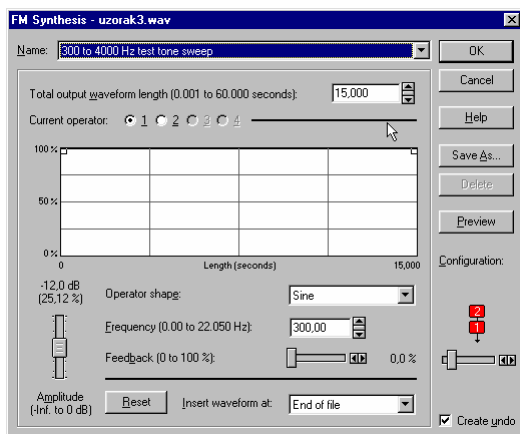 FM Synthesis - uzorak3.wav
Name: 300 to 4000 Hz test tone sweep
OK
Cancel
Help
Save As...
Delete
Preview
Configuration:
2
1
Create undo
Total output waveform length (0.001 to 60.000 seconds): 15,000
Current operator: 1 2 3 4
100 %
50 %
0 %
0 Length (seconds) 15,000
-12,0 dB
(25,12 %)
Operator shape: Sine
Frequency (0.00 to 22.050 Hz): 300,00
Feedback (0 to 100 %): 0,0 %
Amplitude
(-Inf. to 0 dB)
Reset Insert waveform at: End of file